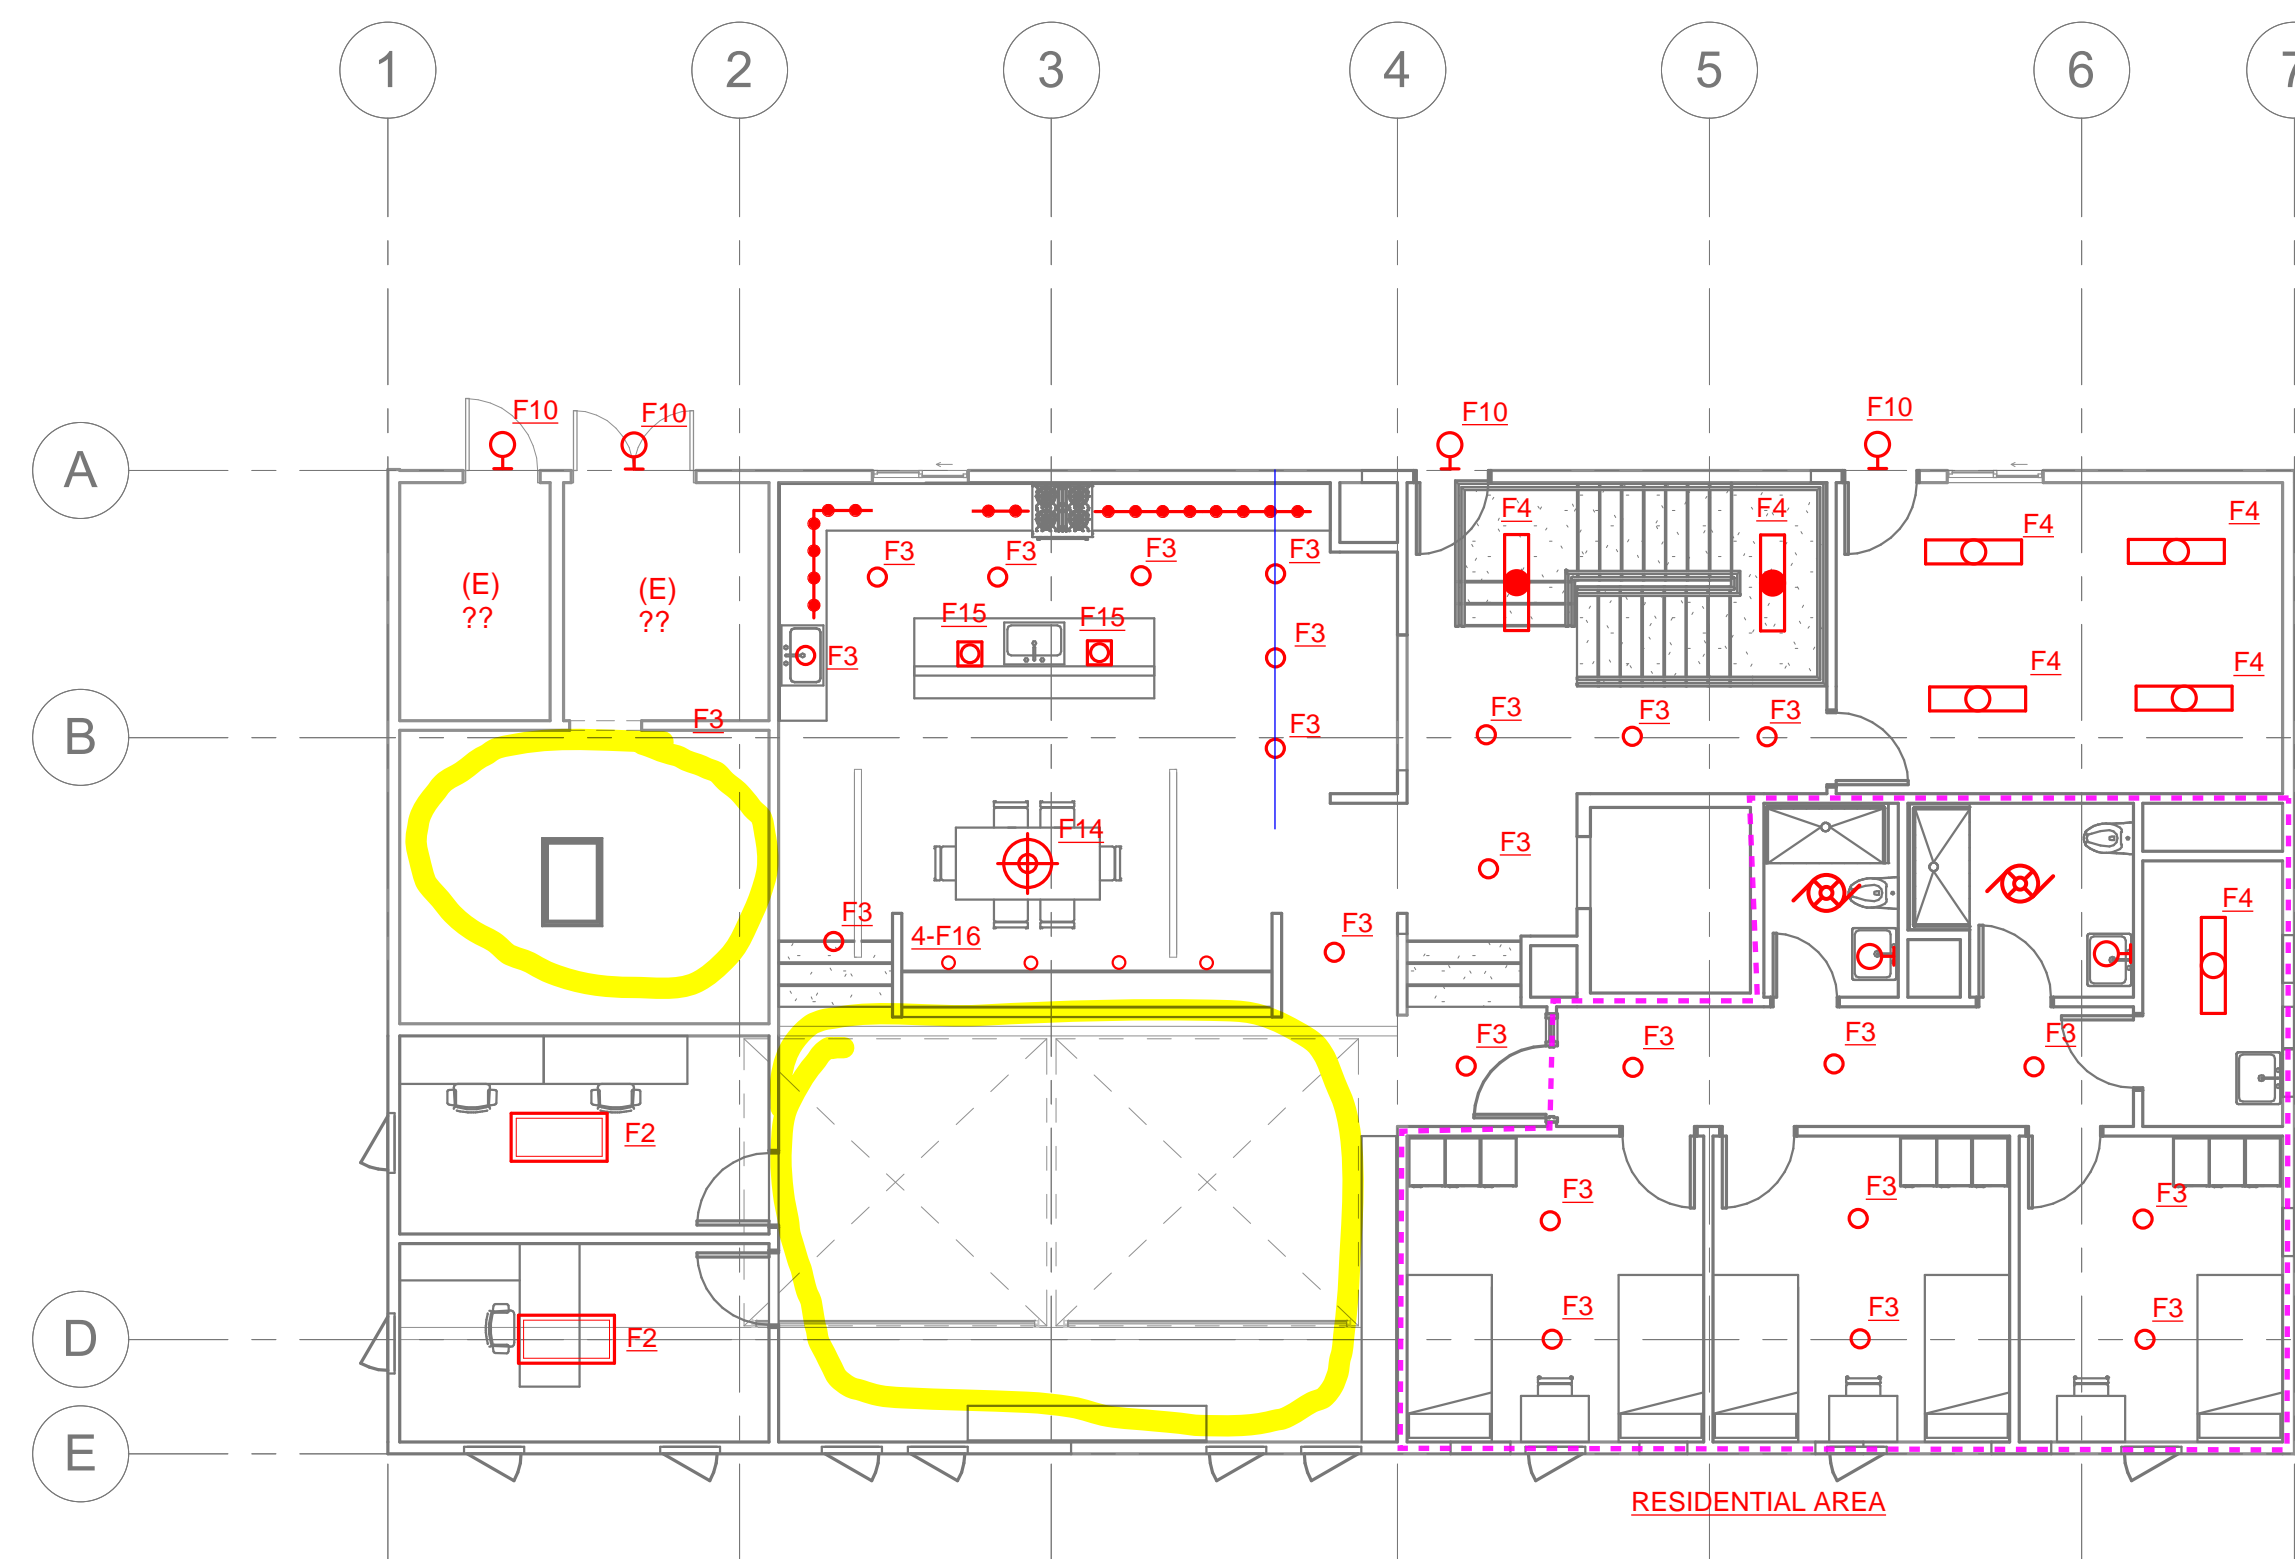 1 2 3 4 5 6 7
F10 F10 F10 F10
A
F4 F4 F4 F4
F3 F3 F3 F3
(E) (E)
?? ??
F15 F15
F3 F3 F4 F4
F3 F3 F3 F3 F3
B
F14
F3
F4
F3 4-F16 F3
F3 F3 F3 F3
F2
F3 F3 F3
D
F2 F3 F3 F3
E
RESIDENTIAL AREA